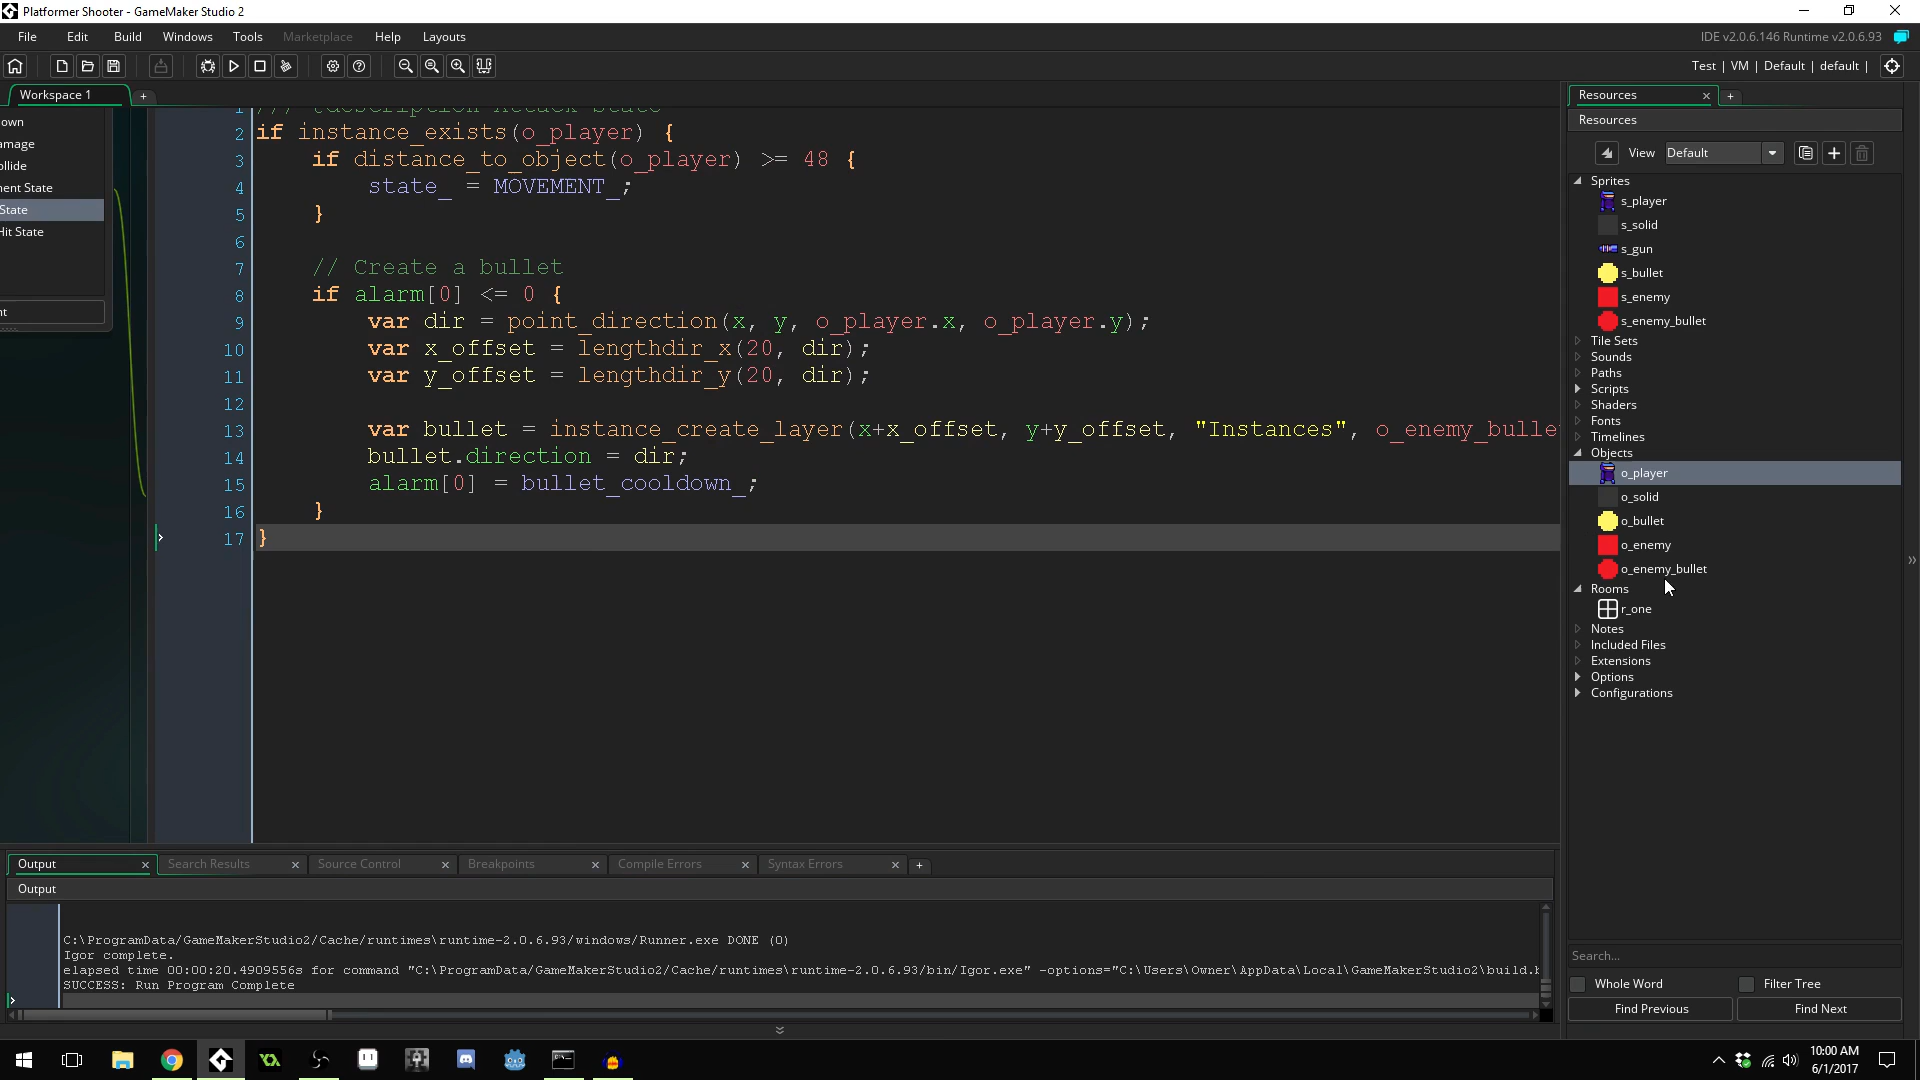 Platformer Shooter - GameMaker Studio 2
File Edit Build Windows Tools Marketplace Help Layouts
IDE v2.0.6.146 Runtime v2.0.6.93
Test | VM | Default | default |
Workspace 1
own
amage
ollide
nent State
State
Hit State
nt
1 /// @description Attack State
2 if instance_exists(o_player) {
3 if distance_to_object(o_player) >= 48 {
4 state_ = MOVEMENT_;
5 }
6
7 // Create a bullet
8 if alarm[0] <= 0 {
9 var dir = point_direction(x, y, o_player.x, o_player.y);
10 var x_offset = lengthdir_x(20, dir);
11 var y_offset = lengthdir_y(20, dir);
12
13 var bullet = instance_create_layer(x+x_offset, y+y_offset, "Instances", o_enemy_bulle
14 bullet.direction = dir;
15 alarm[0] = bullet_cooldown_;
16 }
17 }
Resources
Resources
View Default
Sprites
s_player
s_solid
s_gun
s_bullet
s_enemy
s_enemy_bullet
Tile Sets
Sounds
Paths
Scripts
Shaders
Fonts
Timelines
Objects
o_player
o_solid
o_bullet
o_enemy
o_enemy_bullet
Rooms
r_one
Notes
Included Files
Extensions
Options
Configurations
Search...
Whole Word Filter Tree
Find Previous Find Next
Output Search Results Source Control Breakpoints Compile Errors Syntax Errors
Output
C:\ProgramData/GameMakerStudio2/Cache/runtimes\runtime-2.0.6.93/windows/Runner.exe DONE (0)
Igor complete.
elapsed time 00:00:20.4909556s for command "C:\ProgramData/GameMakerStudio2/Cache/runtimes\runtime-2.0.6.93/bin/Igor.exe" -options="C:\Users\Owner\AppData\Local\GameMakerStudio2\build.b
SUCCESS: Run Program Complete
10:00 AM
6/1/2017